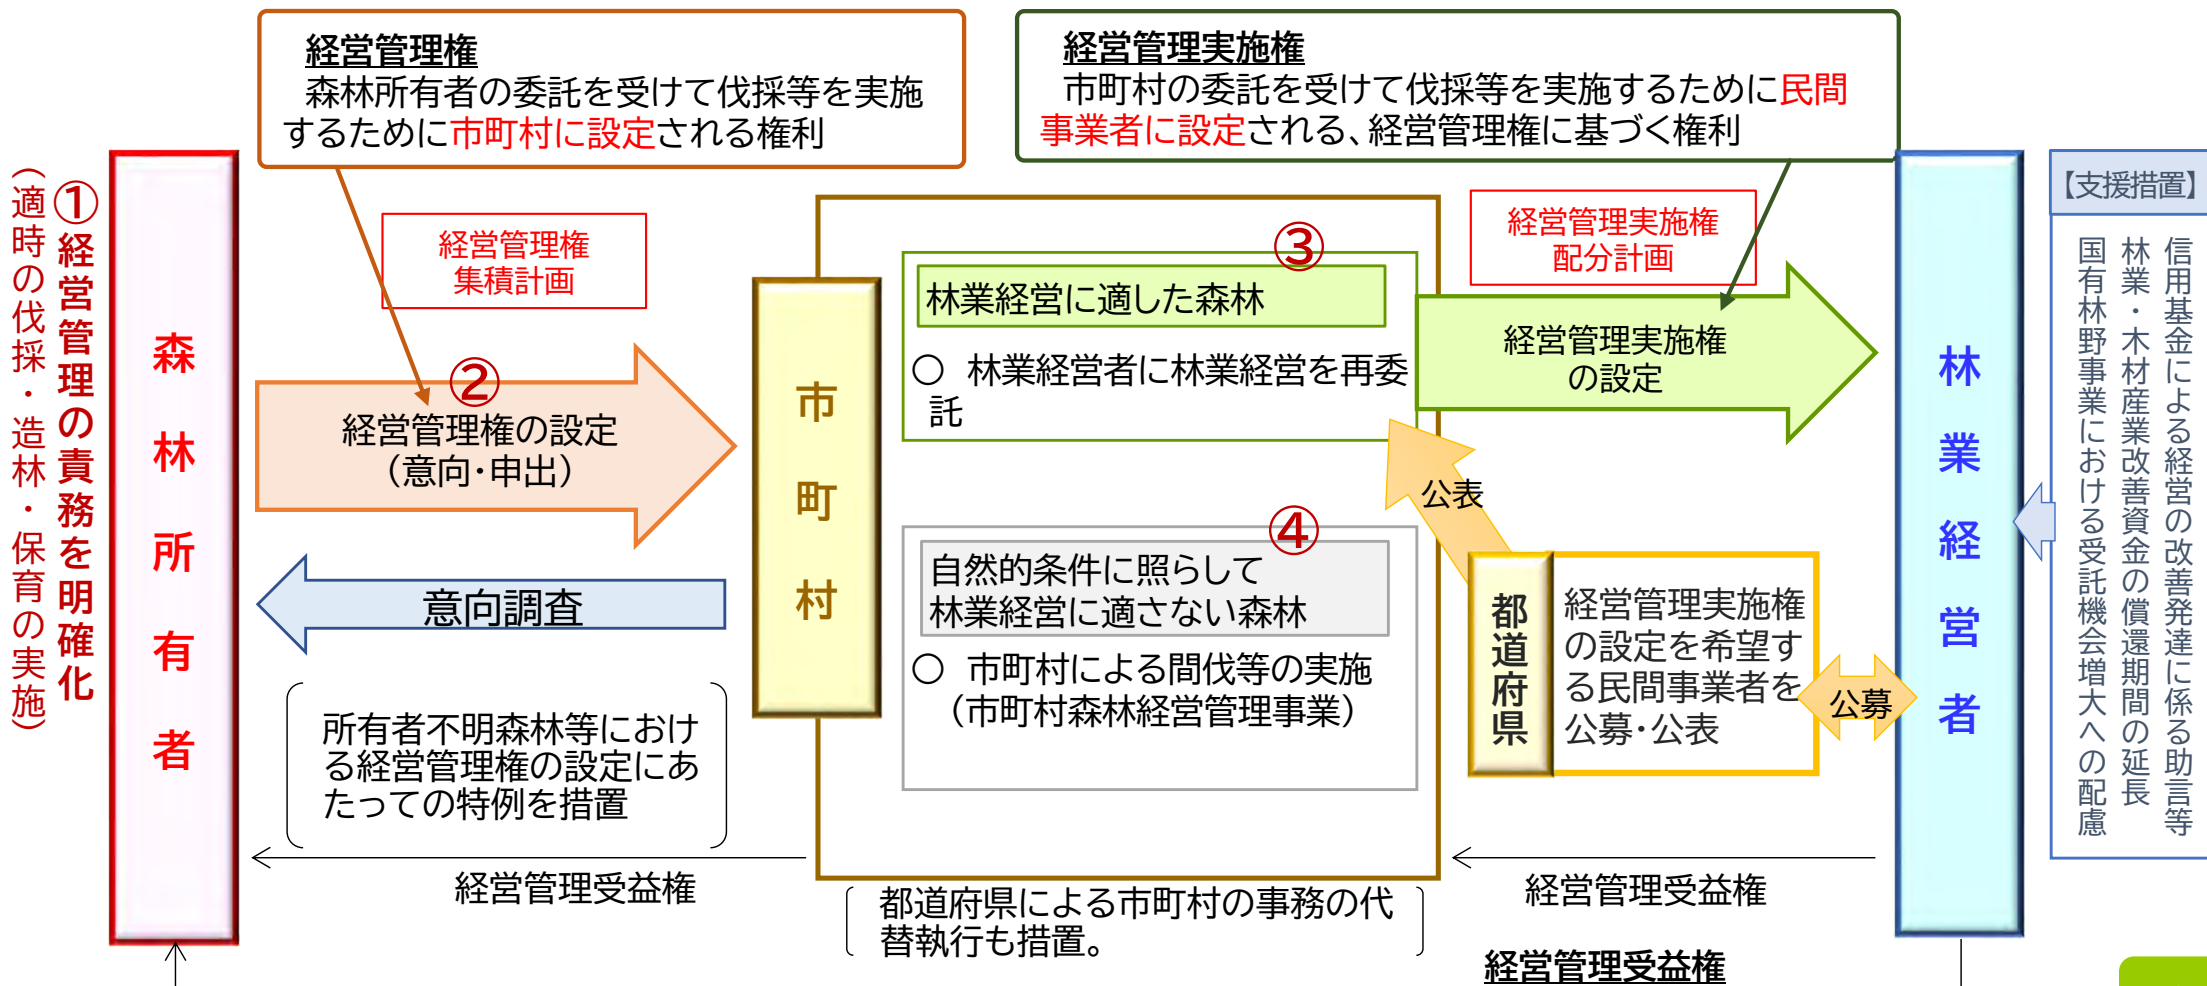 経営管理権
森林所有者の委託を受けて伐採等を実施
するために市町村に設定される権利
経営管理実施権
市町村の委託を受けて伐採等を実施するために民間
事業者に設定される、経営管理権に基づく権利
①経営管理の責務を明確化
（適時の伐採・造林・保育の実施）
森林所有者
経営管理権
集積計画
②
経営管理権の設定
（意向・申出）
意向調査
所有者不明森林等におけ
る経営管理権の設定にあ
たっての特例を措置
経営管理受益権
市町村
③
林業経営に適した森林
○ 林業経営者に林業経営を再委
託
④
自然的条件に照らして
林業経営に適さない森林
○ 市町村による間伐等の実施
（市町村森林経営管理事業）
都道府県による市町村の事務の代
替執行も措置。
経営管理実施権
配分計画
経営管理実施権
の設定
公表
都道府県
経営管理実施権
の設定を希望す
る民間事業者を
公募・公表
公募
経営管理受益権
経営管理受益権
林業経営者
【支援措置】
信用基金による経営の改善発達に係る助言等
林業・木材産業改善資金の償還期間の延長
国有林野事業における受託機会増大への配慮